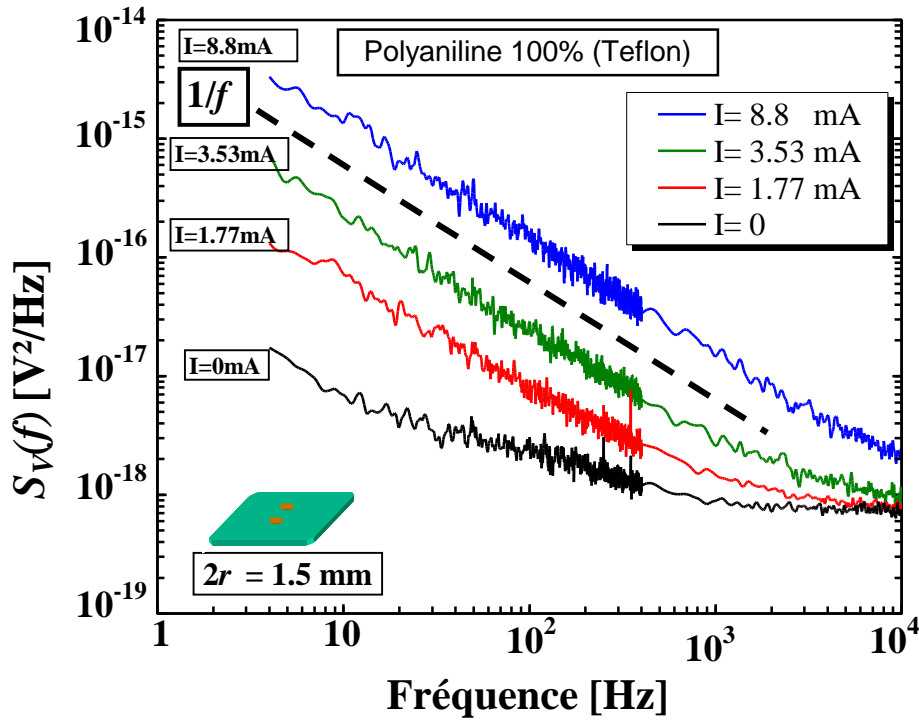 10⁻¹⁴
I=8.8mA
Polyaniline 100% (Teflon)
1/f
I= 8.8 mA
I= 3.53 mA
I= 1.77 mA
I= 0
10⁻¹⁵
I=3.53mA
10⁻¹⁶
I=1.77mA
10⁻¹⁷
I=0mA
10⁻¹⁸
10⁻¹⁹
S_V(f) [V²/Hz]
2r = 1.5 mm
1 10 10² 10³ 10⁴
Fréquence [Hz]